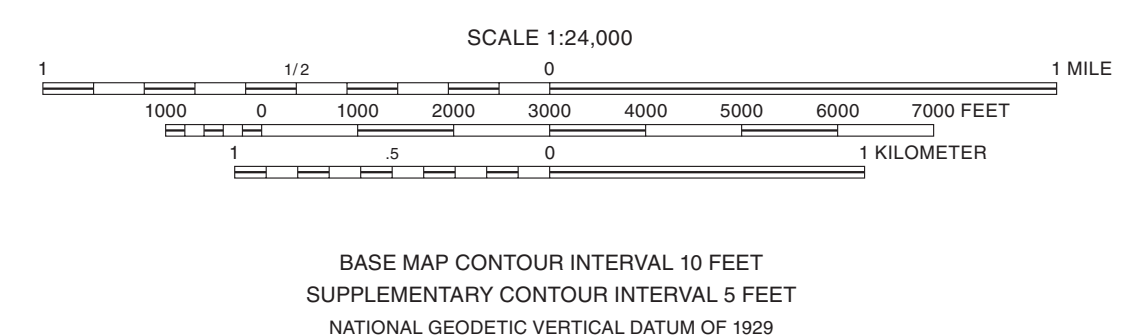 SCALE 1:24,000
1 1/2 0 1 MILE
1000 0 1000 2000 3000 4000 5000 6000 7000 FEET
1 .5 0 1 KILOMETER
BASE MAP CONTOUR INTERVAL 10 FEET
SUPPLEMENTARY CONTOUR INTERVAL 5 FEET
NATIONAL GEODETIC VERTICAL DATUM OF 1929